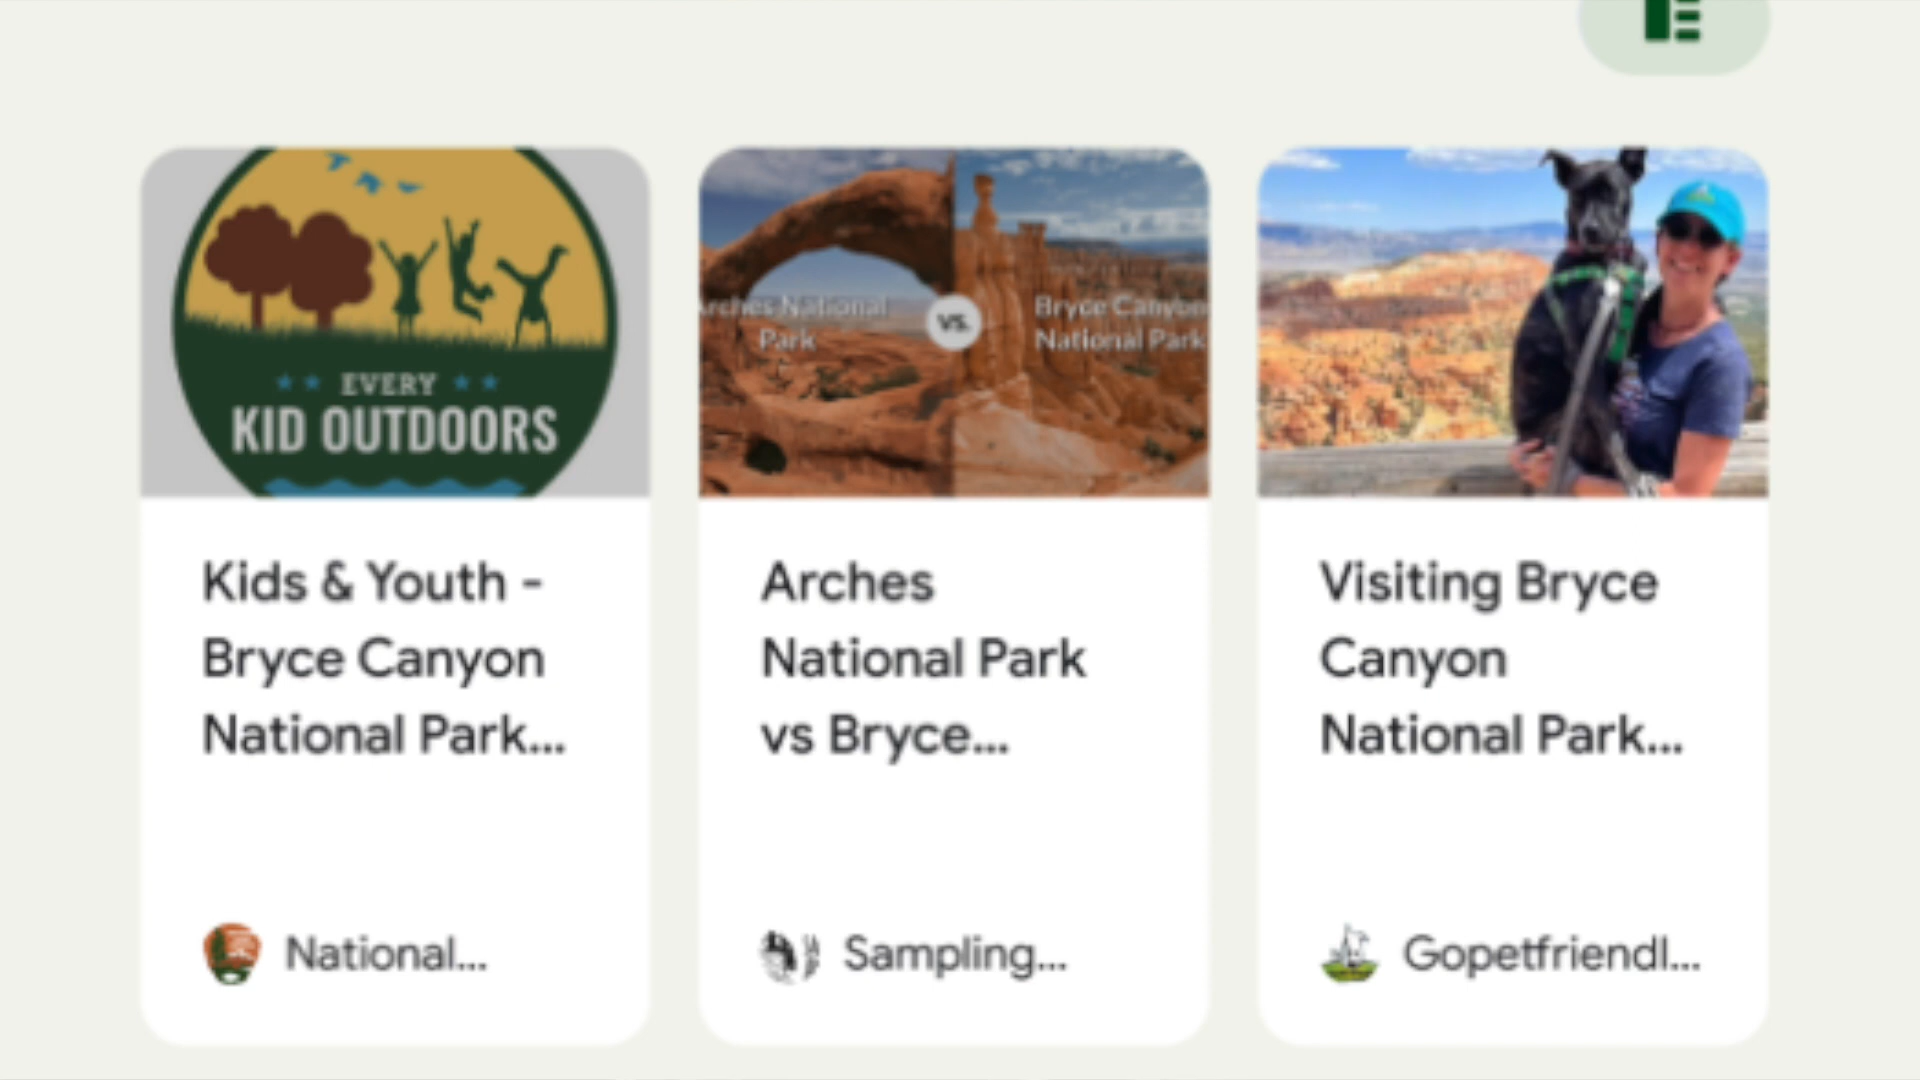 EVERY
KID OUTDOORS
Arches National
Park
VS.
Bryce Canyon
National Park
Kids & Youth -
Bryce Canyon
National Park...
Arches
National Park
vs Bryce...
Visiting Bryce
Canyon
National Park...
National...
Sampling...
Gopetfriendl...